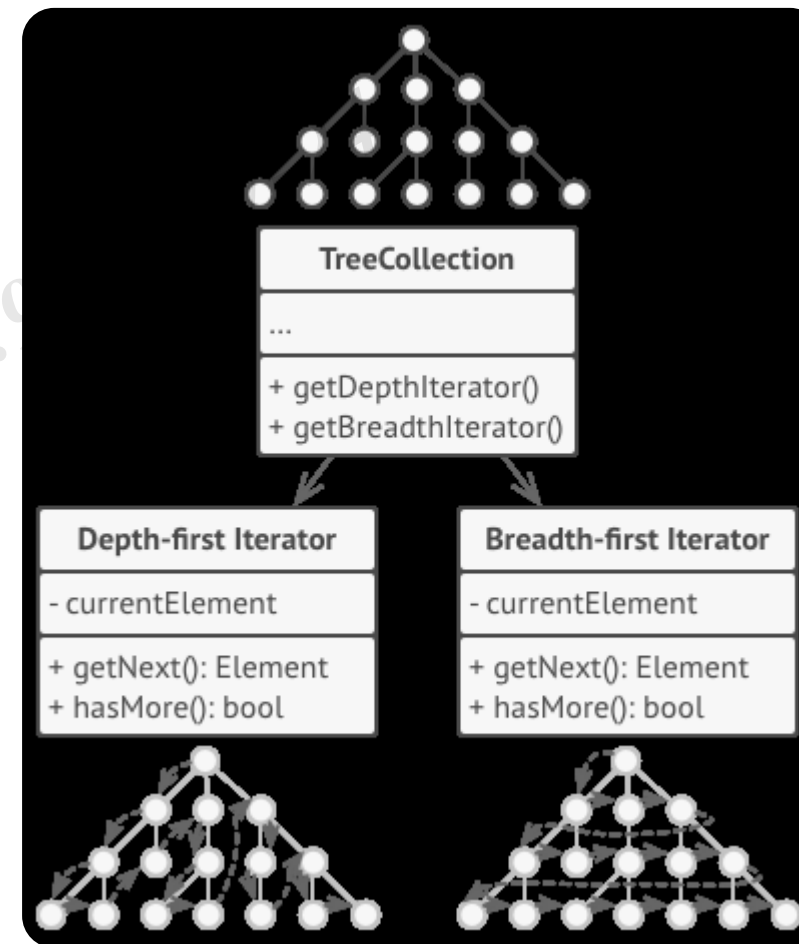 TreeCollection
...
+ getDepthIterator()
+ getBreadthIterator()
Depth-first Iterator
- currentElement
+ getNext(): Element
+ hasMore(): bool
Breadth-first Iterator
- currentElement
+ getNext(): Element
+ hasMore(): bool